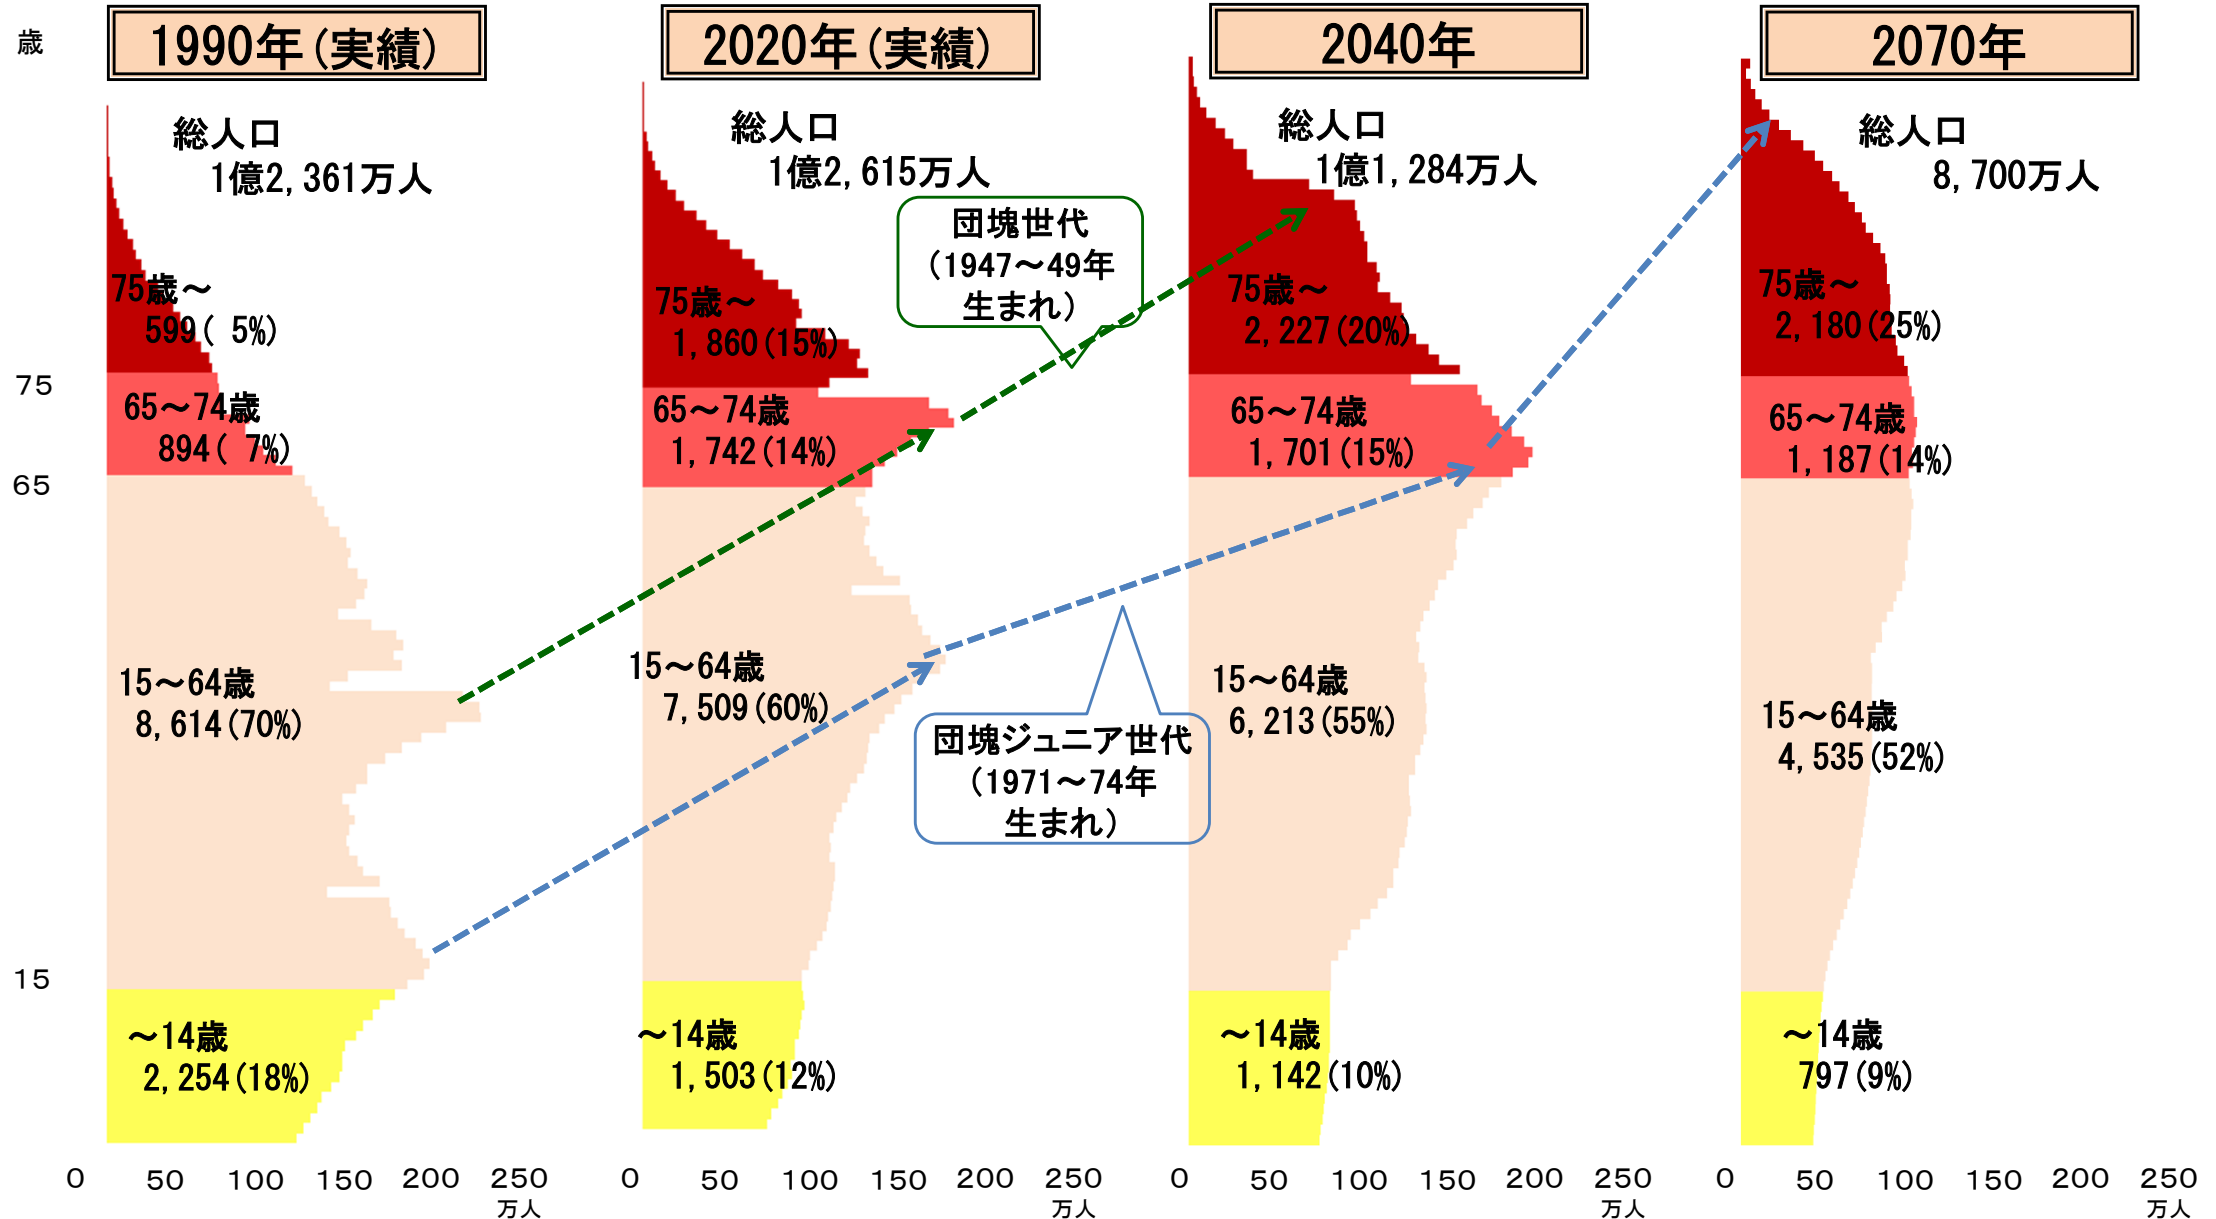 歳
1990年(実績)
2020年(実績)
2040年
2070年
総人口
1億2,361万人
75歳～
599( 5%)
65～74歳
894( 7%)
15～64歳
8,614(70%)
～14歳
2,254(18%)
総人口
1億2,615万人
75歳～
1,860(15%)
65～74歳
1,742(14%)
15～64歳
7,509(60%)
～14歳
1,503(12%)
団塊世代
(1947～49年
生まれ)
団塊ジュニア世代
(1971～74年
生まれ)
総人口
1億1,284万人
75歳～
2,227(20%)
65～74歳
1,701(15%)
15～64歳
6,213(55%)
～14歳
1,142(10%)
総人口
8,700万人
75歳～
2,180(25%)
65～74歳
1,187(14%)
15～64歳
4,535(52%)
～14歳
797(9%)
75
65
15
0 50 100 150 200 250
万人
0 50 100 150 200 250
万人
0 50 100 150 200 250
万人
0 50 100 150 200 250
万人